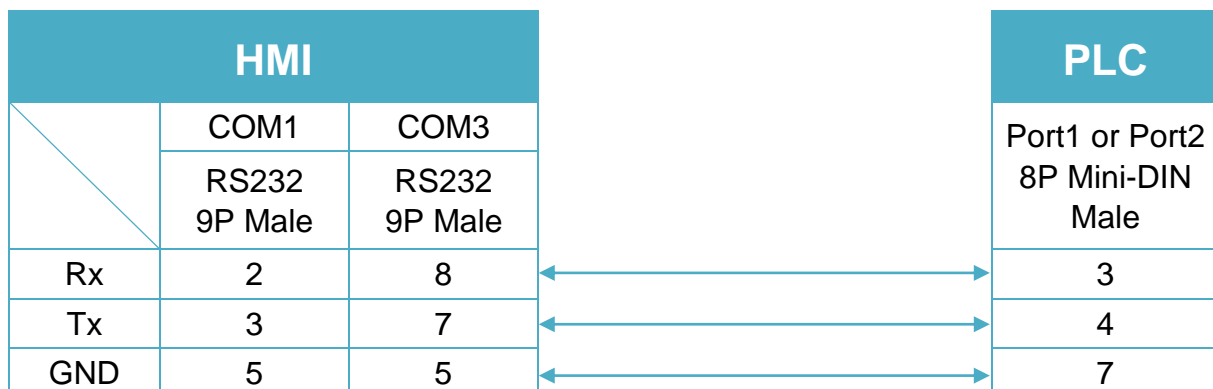 HMI PLC
COM1 COM3
RS232 9P Male RS232 9P Male
Port1 or Port2 8P Mini-DIN Male
Rx 2 8 3
Tx 3 7 4
GND 5 5 7